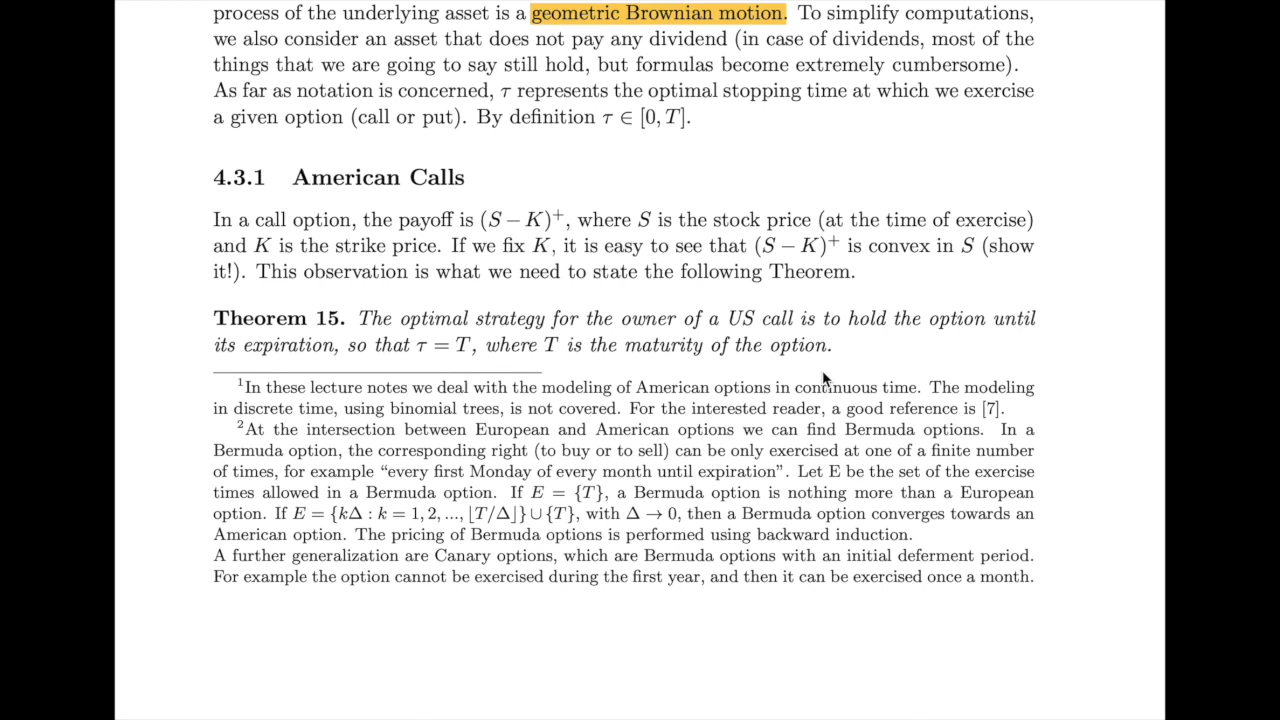 process of the underlying asset is a geometric Brownian motion. To simplify computations,
we also consider an asset that does not pay any dividend (in case of dividends, most of the
things that we are going to say still hold, but formulas become extremely cumbersome).
As far as notation is concerned, τ represents the optimal stopping time at which we exercise
a given option (call or put). By definition τ ∈ [0, T].
4.3.1 American Calls
In a call option, the payoff is (S − K)⁺, where S is the stock price (at the time of exercise)
and K is the strike price. If we fix K, it is easy to see that (S − K)⁺ is convex in S (show
it!). This observation is what we need to state the following Theorem.
Theorem 15. The optimal strategy for the owner of a US call is to hold the option until
its expiration, so that τ = T, where T is the maturity of the option.
¹In these lecture notes we deal with the modeling of American options in continuous time. The modeling
in discrete time, using binomial trees, is not covered. For the interested reader, a good reference is [7].
²At the intersection between European and American options we can find Bermuda options. In a
Bermuda option, the corresponding right (to buy or to sell) can be only exercised at one of a finite number
of times, for example “every first Monday of every month until expiration”. Let E be the set of the exercise
times allowed in a Bermuda option. If E = {T}, a Bermuda option is nothing more than a European
option. If E = {kΔ : k = 1, 2, ..., ⌊T/Δ⌋} ∪ {T}, with Δ → 0, then a Bermuda option converges towards an
American option. The pricing of Bermuda options is performed using backward induction.
A further generalization are Canary options, which are Bermuda options with an initial deferment period.
For example the option cannot be exercised during the first year, and then it can be exercised once a month.